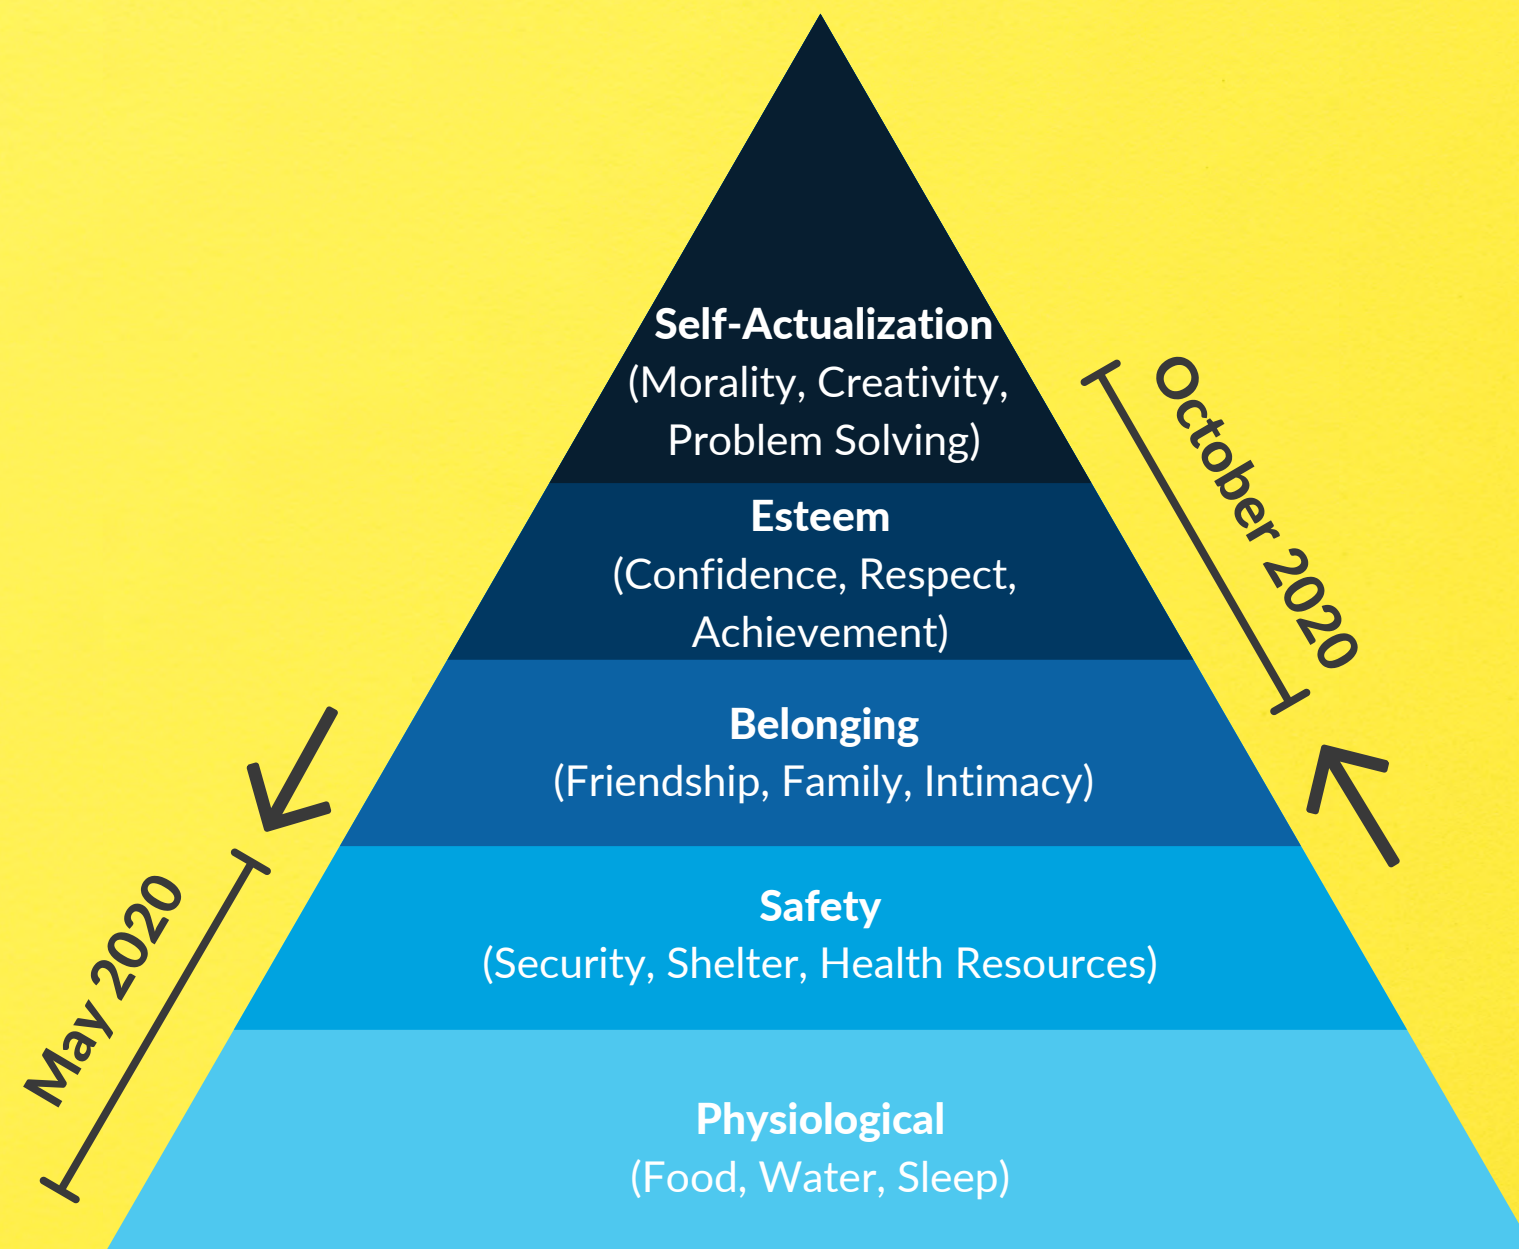 Self-Actualization
(Morality, Creativity,
Problem Solving)
October 2020
Esteem
(Confidence, Respect,
Achievement)
Belonging
(Friendship, Family, Intimacy)
May 2020
Safety
(Security, Shelter, Health Resources)
Physiological
(Food, Water, Sleep)